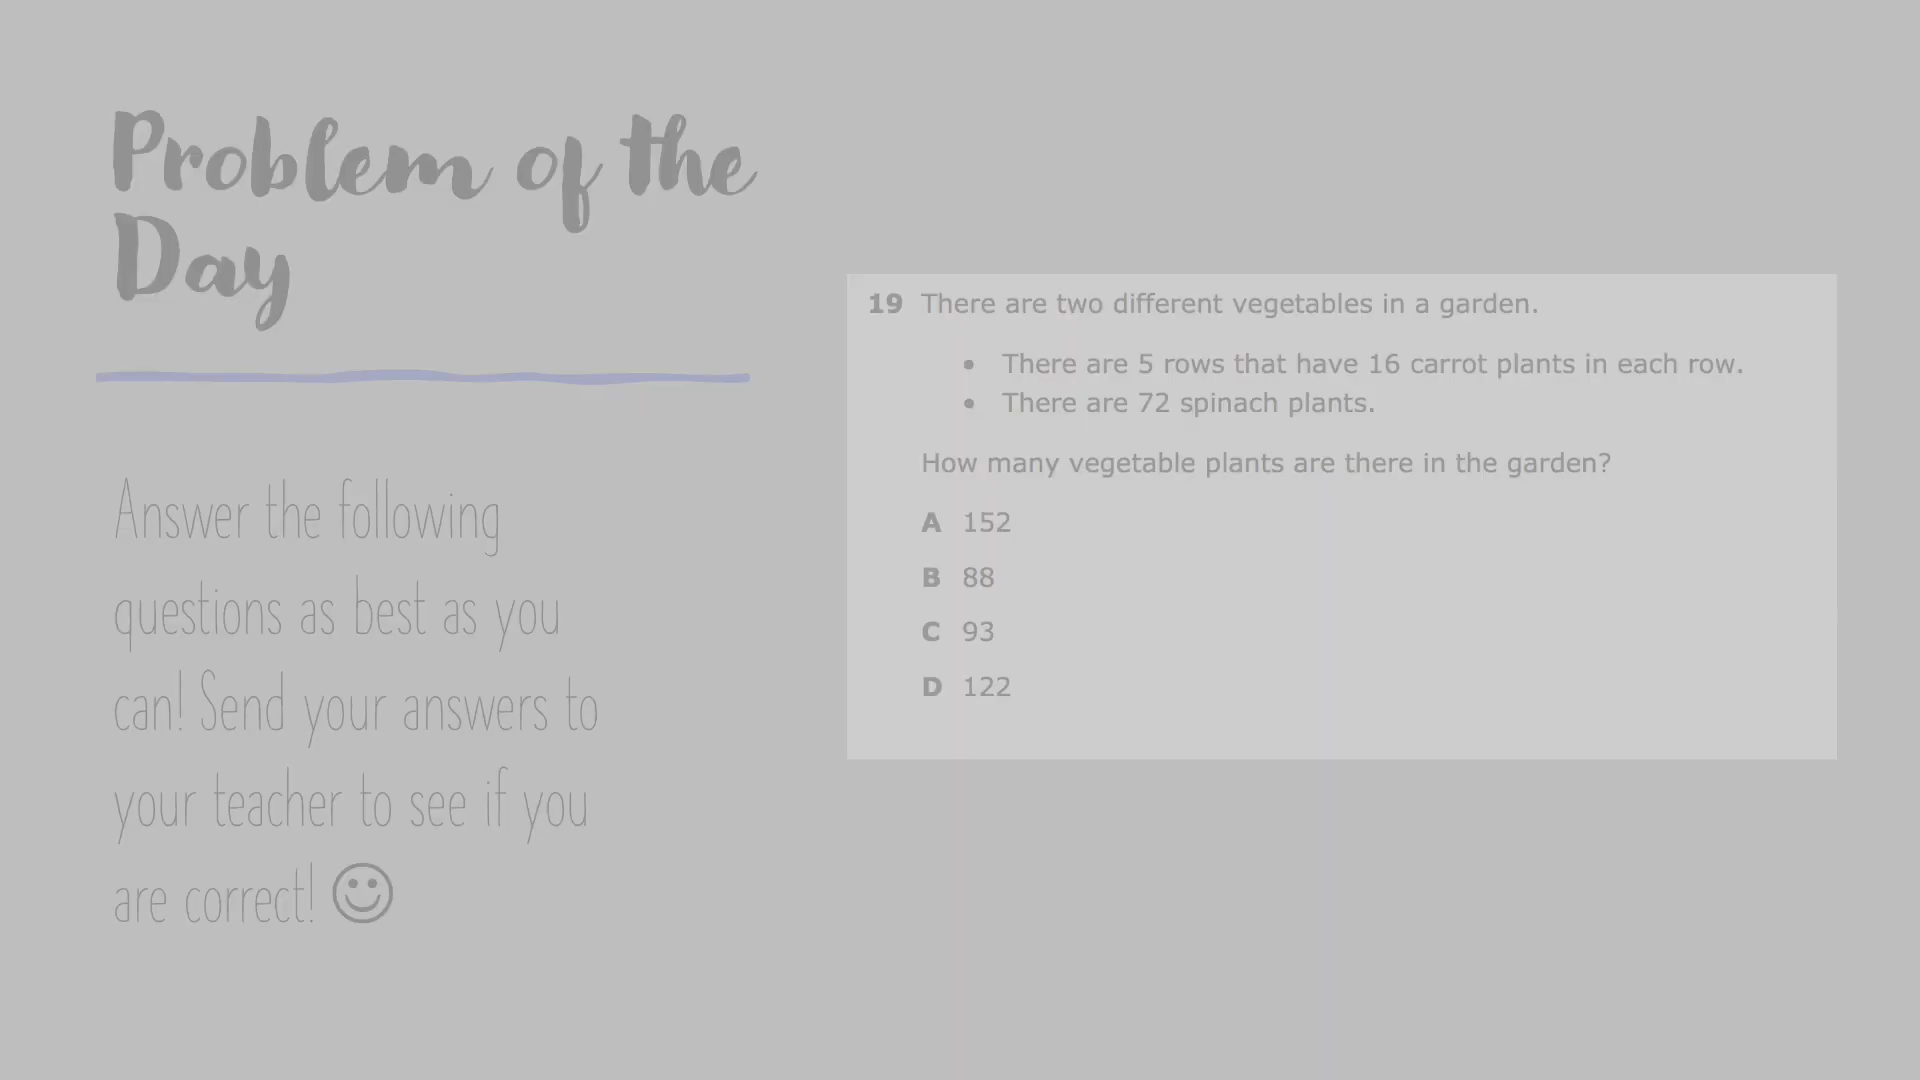 Problem of the
Day
Answer the following
questions as best as you
can! Send your answers to
your teacher to see if you
are correct! ☺
19 There are two different vegetables in a garden.
• There are 5 rows that have 16 carrot plants in each row.
• There are 72 spinach plants.
How many vegetable plants are there in the garden?
A 152
B 88
C 93
D 122